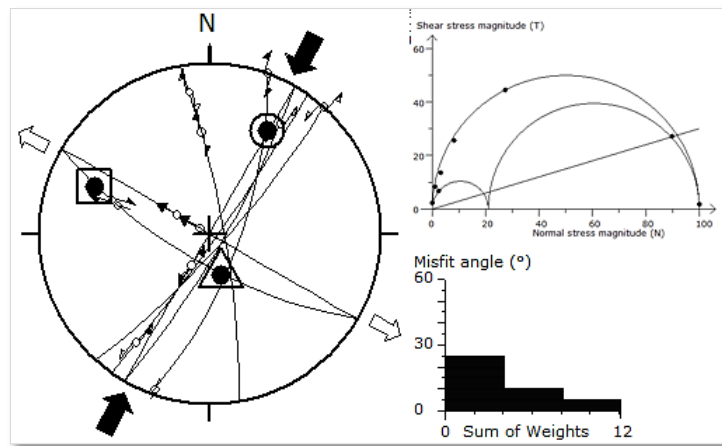 N
Shear stress magnitude (T)
60
40
20
0
0 20 40 60 80 100
Normal stress magnitude (N)
Misfit angle (°)
60
30
0
0 Sum of Weights 12